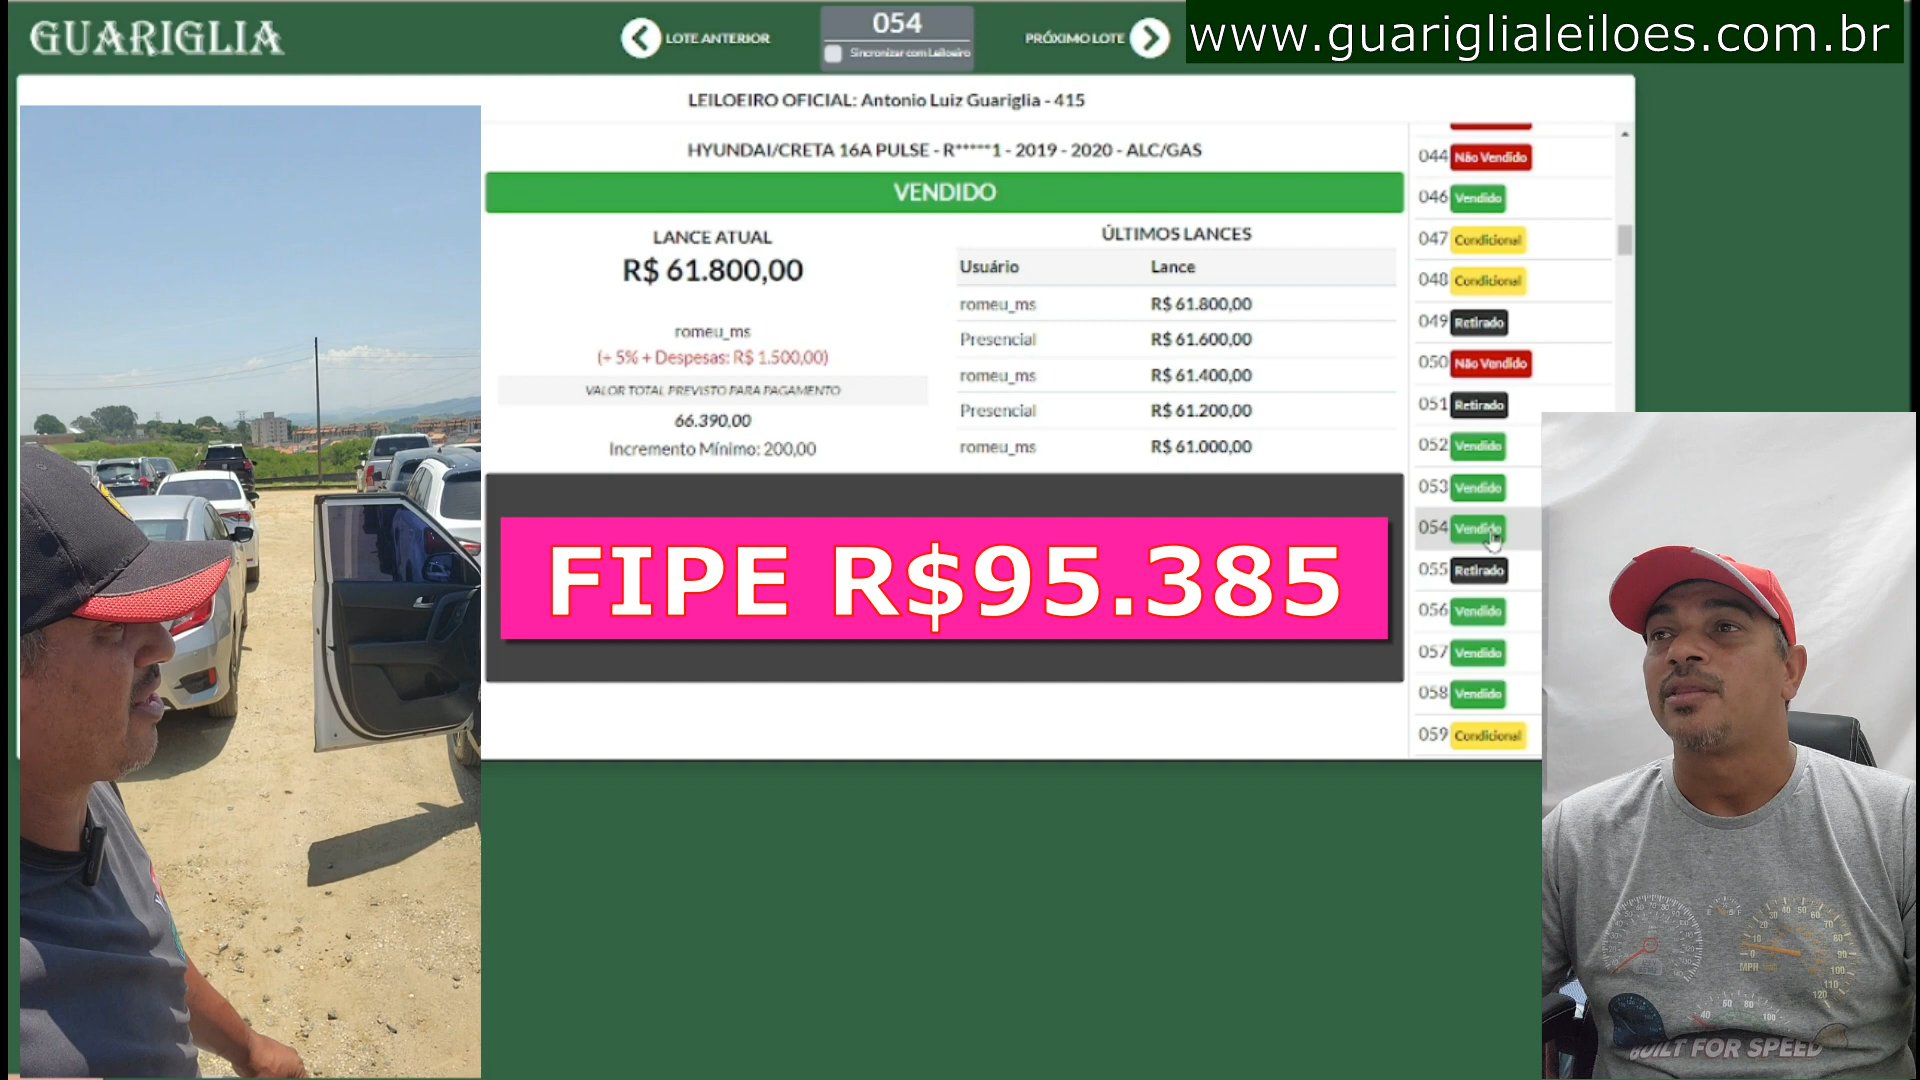 GUARIGLIA
LOTE ANTERIOR
054
Sincronizar com Leiloeiro
PRÓXIMO LOTE
www.guariglialeiloes.com.br
LEILOEIRO OFICIAL: Antonio Luiz Guariglia - 415
HYUNDAI/CRETA 16A PULSE - R*****1 - 2019 - 2020 - ALC/GAS
VENDIDO
LANCE ATUAL
R$ 61.800,00
romeu_ms
(+ 5% + Despesas: R$ 1.500,00)
VALOR TOTAL PREVISTO PARA PAGAMENTO
66.390,00
Incremento Mínimo: 200,00
ÚLTIMOS LANCES
Usuário Lance
romeu_ms R$ 61.800,00
Presencial R$ 61.600,00
romeu_ms R$ 61.400,00
Presencial R$ 61.200,00
romeu_ms R$ 61.000,00
FIPE R$95.385
044 Não Vendido
046 Vendido
047 Condicional
048 Condicional
049 Retirado
050 Não Vendido
051 Retirado
052 Vendido
053 Vendido
054 Vendido
055 Retirado
056 Vendido
057 Vendido
058 Vendido
059 Condicional
MPH
BUILT FOR SPEED